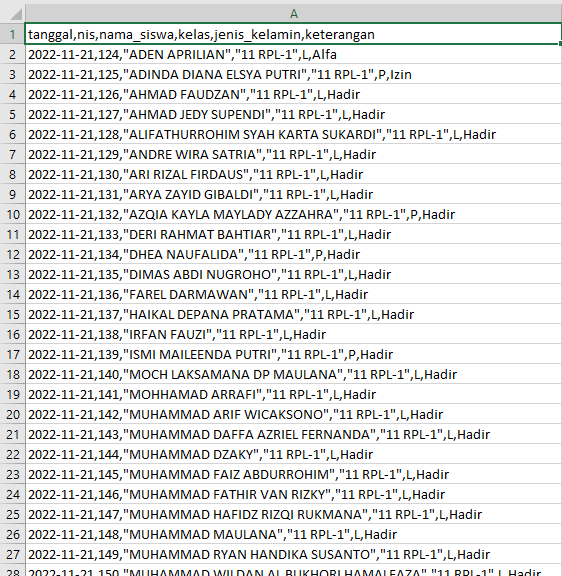 A
1 tanggal,nis,nama_siswa,kelas,jenis_kelamin,keterangan
2 2022-11-21,124,"ADEN APRILIAN","11 RPL-1",L,Alfa
3 2022-11-21,125,"ADINDA DIANA ELSYA PUTRI","11 RPL-1",P,Izin
4 2022-11-21,126,"AHMAD FAUDZAN","11 RPL-1",L,Hadir
5 2022-11-21,127,"AHMAD JEDY SUPENDI","11 RPL-1",L,Hadir
6 2022-11-21,128,"ALIFATHURROHIM SYAH KARTA SUKARDI","11 RPL-1",L,Hadir
7 2022-11-21,129,"ANDRE WIRA SATRIA","11 RPL-1",L,Hadir
8 2022-11-21,130,"ARI RIZAL FIRDAUS","11 RPL-1",L,Hadir
9 2022-11-21,131,"ARYA ZAYID GIBALDI","11 RPL-1",L,Hadir
10 2022-11-21,132,"AZQIA KAYLA MAYLADY AZZAHRA","11 RPL-1",P,Hadir
11 2022-11-21,133,"DERI RAHMAT BAHTIAR","11 RPL-1",L,Hadir
12 2022-11-21,134,"DHEA NAUFALIDA","11 RPL-1",P,Hadir
13 2022-11-21,135,"DIMAS ABDI NUGROHO","11 RPL-1",L,Hadir
14 2022-11-21,136,"FAREL DARMAWAN","11 RPL-1",L,Hadir
15 2022-11-21,137,"HAIKAL DEPANA PRATAMA","11 RPL-1",L,Hadir
16 2022-11-21,138,"IRFAN FAUZI","11 RPL-1",L,Hadir
17 2022-11-21,139,"ISMI MAILEENDA PUTRI","11 RPL-1",P,Hadir
18 2022-11-21,140,"MOCH LAKSAMANA DP MAULANA","11 RPL-1",L,Hadir
19 2022-11-21,141,"MOHHAMAD ARRAFI","11 RPL-1",L,Hadir
20 2022-11-21,142,"MUHAMMAD ARIF WICAKSONO","11 RPL-1",L,Hadir
21 2022-11-21,143,"MUHAMMAD DAFFA AZRIEL FERNANDA","11 RPL-1",L,Hadir
22 2022-11-21,144,"MUHAMMAD DZAKY","11 RPL-1",L,Hadir
23 2022-11-21,145,"MUHAMMAD FAIZ ABDURROHIM","11 RPL-1",L,Hadir
24 2022-11-21,146,"MUHAMMAD FATHIR VAN RIZKY","11 RPL-1",L,Hadir
25 2022-11-21,147,"MUHAMMAD HAFIDZ RIZQI RUKMANA","11 RPL-1",L,Hadir
26 2022-11-21,148,"MUHAMMAD MAULANA","11 RPL-1",L,Hadir
27 2022-11-21,149,"MUHAMMAD RYAN HANDIKA SUSANTO","11 RPL-1",L,Hadir
28 2022-11-21,150,"MUHAMMAD WILDAN AL BUKHORI "11 RPL-1",L,Hadir